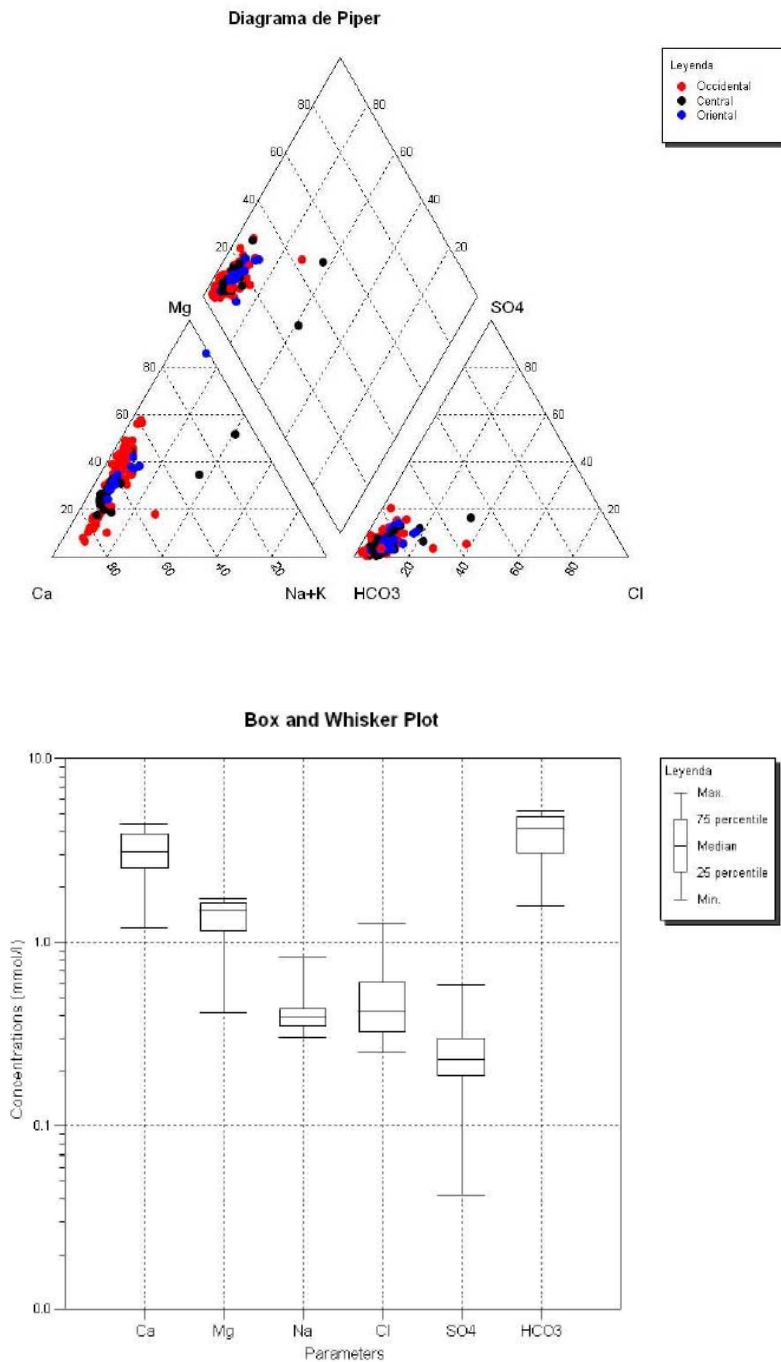 Diagrama de Piper
Leyenda
Occidental
Central
Oriental
80 80
60 60
40 40
20 20
Mg SO4
80 80
60 60
40 40
20 20
80 60 40 20
20 40 60 80
Ca Na+K HCO3 Cl
Box and Whisker Plot
10.0
1.0
0.1
0.0
Concentrations (mmol/l)
Ca Mg Na Cl SO4 HCO3
Parameters
Leyenda
Max.
75 percentile
Median
25 percentile
Min.